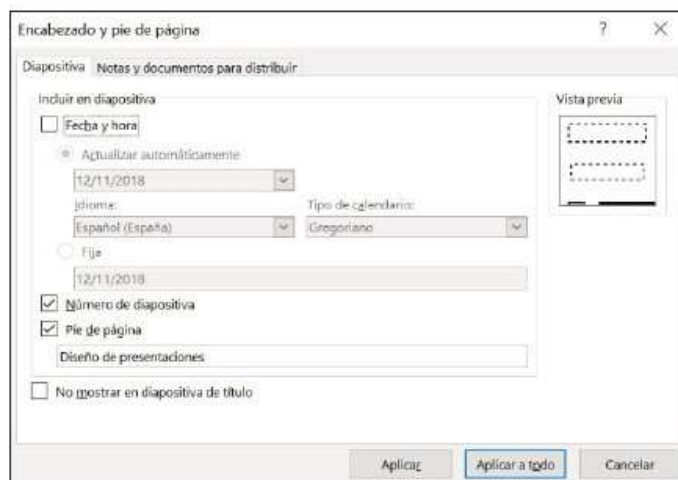 Encabezado y pie de página
Diapositiva Notas y documentos para distribuir
Incluir en diapositiva
Vista previa
Fecha y hora
Actualizar automáticamente
12/11/2018
Idioma: Tipo de calendario:
Español (España) Gregoriano
Fija
12/11/2018
Número de diapositiva
Pie de página
Diseño de presentaciones
No mostrar en diapositiva de título
Aplicar Aplicar a todo Cancelar